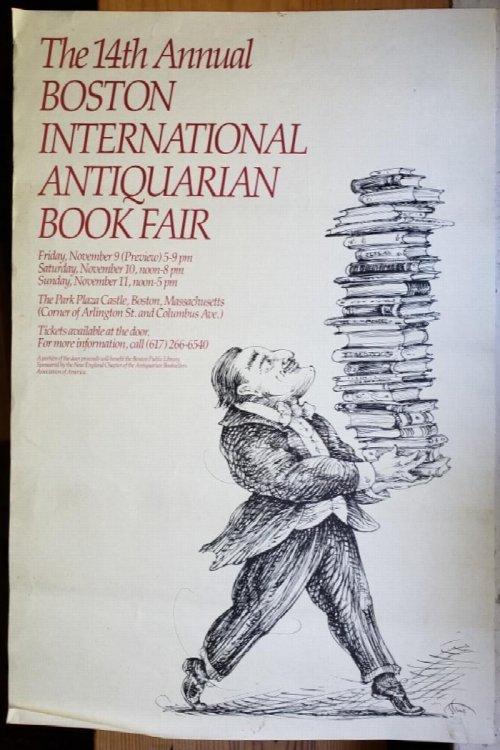 The 14th Annual
BOSTON
INTERNATIONAL
ANTIQUARIAN
BOOK FAIR
Friday, November 9 (Preview) 5-9 pm
Saturday, November 10, noon-8 pm
Sunday, November 11, noon-5 pm
The Park Plaza Castle, Boston, Massachusetts
(Corner of Arlington St. and Columbus Ave.)
Tickets available at the door.
For more information, call (617) 266-6540
A portion of the door proceeds will benefit the Boston Public Library.
Sponsored by the New England Chapter of the Antiquarian Booksellers
Association of America.